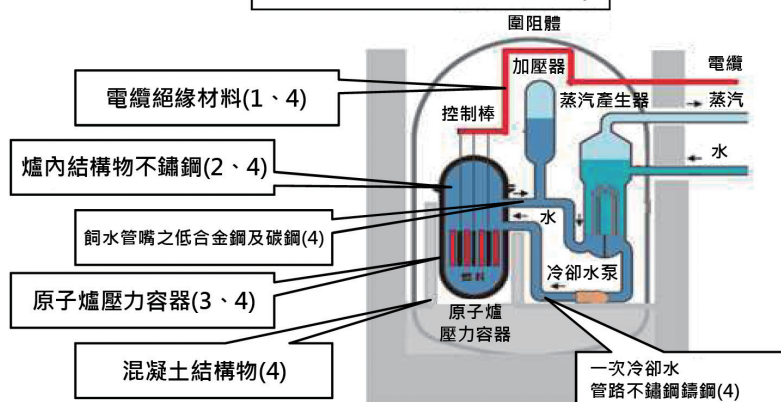 圍阻體
電纜
加壓器
電纜絕緣材料(1、4)
蒸汽產生器
蒸汽
控制棒
爐內結構物不鏽鋼(2、4)
水
水
飼水管嘴之低合金鋼及碳鋼(4)
冷卻水泵
燃料
原子爐壓力容器(3、4)
原子爐
壓力容器
混凝土結構物(4)
一次冷卻水
管路不鏽鋼鑄鋼(4)